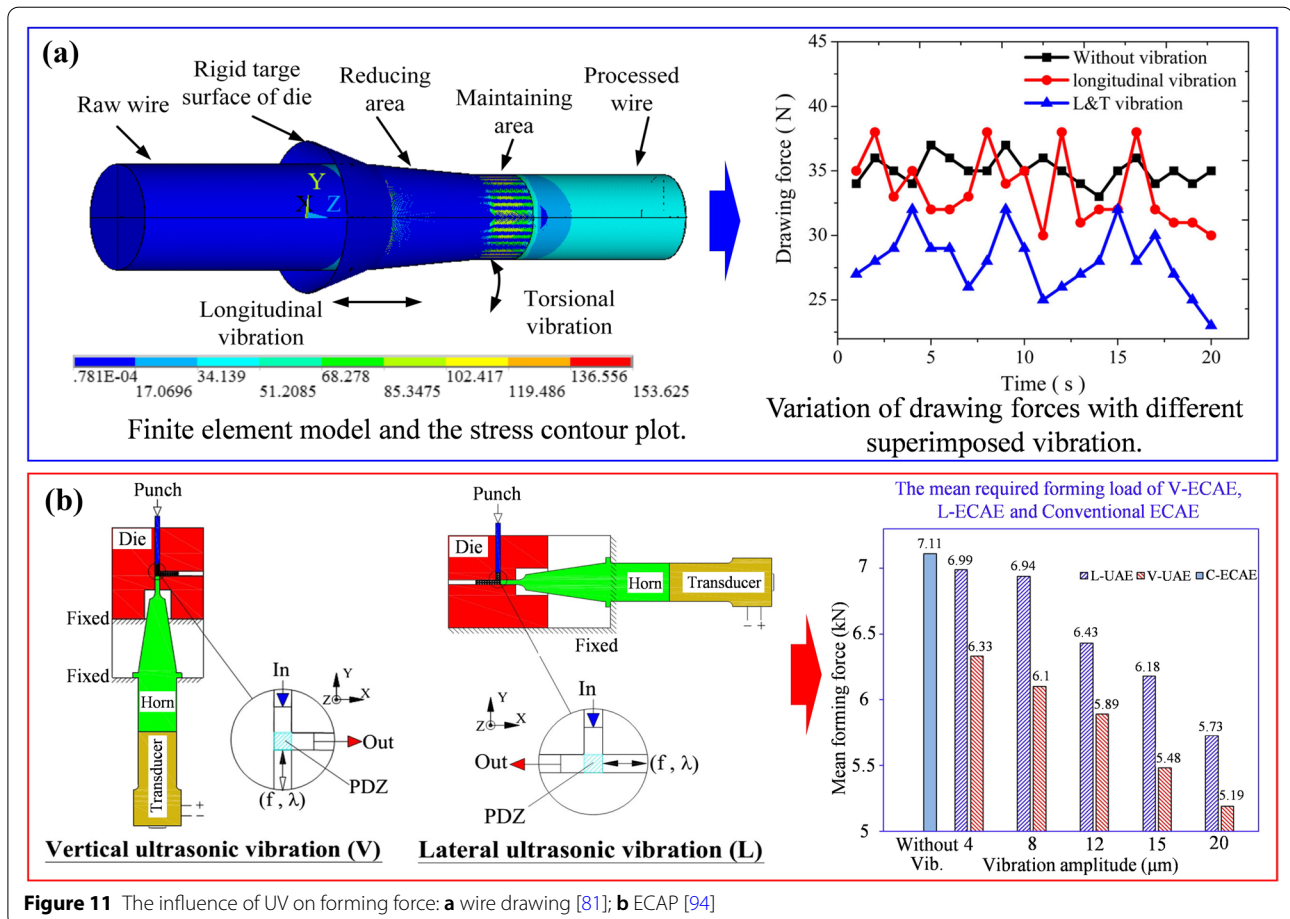 (a)
Raw wire
Rigid targe
surface of die
Reducing
area
Maintaining
area
Processed
wire
Y
X
Z
Longitudinal
vibration
Torsional
vibration
.781E-04
17.0696
34.139
51.2085
68.278
85.3475
102.417
119.486
136.556
153.625
Finite element model and the stress contour plot.
Without vibration
longitudinal vibration
L&T vibration
Drawing force ( N )
45
40
35
30
25
0
5
10
15
20
Time ( s )
Variation of drawing forces with different
superimposed vibration.
(b)
Punch
Die
Fixed
Fixed
Horn
Transducer
- +
In
Y
Z
X
Out
PDZ
(f , λ)
Vertical ultrasonic vibration (V)
Punch
Die
Horn
Transducer
- +
Fixed
In
Y
Z
X
Out
(f , λ)
PDZ
Lateral ultrasonic vibration (L)
The mean required forming load of V-ECAE,
L-ECAE and Conventional ECAE
L-UAE
V-UAE
C-ECAE
Mean forming force (kN)
7
6.5
6
5.5
5
7.11
6.99
6.33
6.94
6.1
6.43
5.89
6.18
5.48
5.73
5.19
Without
Vib.
4
8
12
15
20
Vibration amplitude (μm)
Figure 11 The influence of UV on forming force: a wire drawing [81]; b ECAP [94]